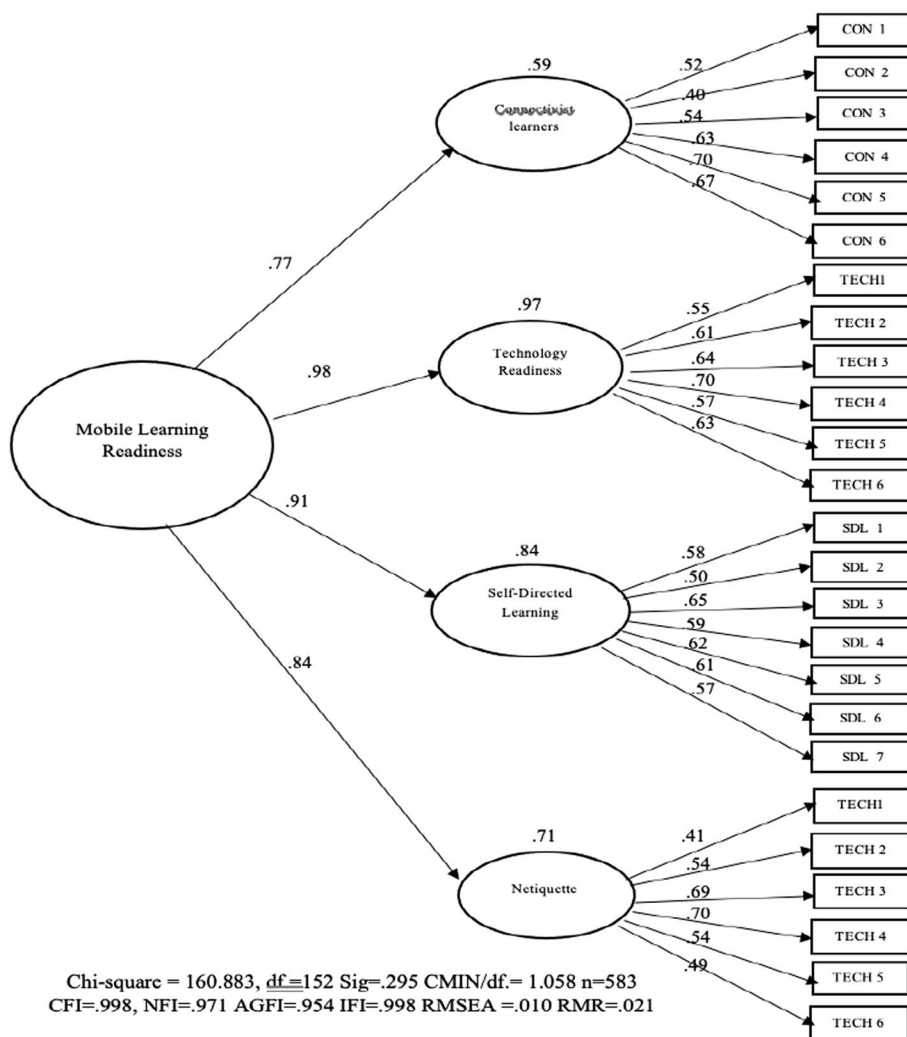 CON 1
.59
.52
CON 2
.40
Connectivist
learners
.54
CON 3
.63
CON 4
.70
CON 5
.67
CON 6
.77
TECH1
.97
.55
TECH 2
.61
Technology
Readiness
.64
TECH 3
.98
.70
TECH 4
.57
.63
TECH 5
Mobile Learning
Readiness
TECH 6
.91
SDL 1
.84
.58
SDL 2
.50
Self-Directed
Learning
.65
SDL 3
.59
SDL 4
.62
.84
.61
SDL 5
.57
SDL 6
SDL 7
TECH1
.71
.41
TECH 2
.54
Netiquette
.69
TECH 3
.70
TECH 4
.54
.49
TECH 5
TECH 6
Chi-square = 160.883, df =152 Sig=.295 CMIN/df.= 1.058 n=583
CFI=.998, NFI=.971 AGFI=.954 IFI=.998 RMSEA =.010 RMR=.021